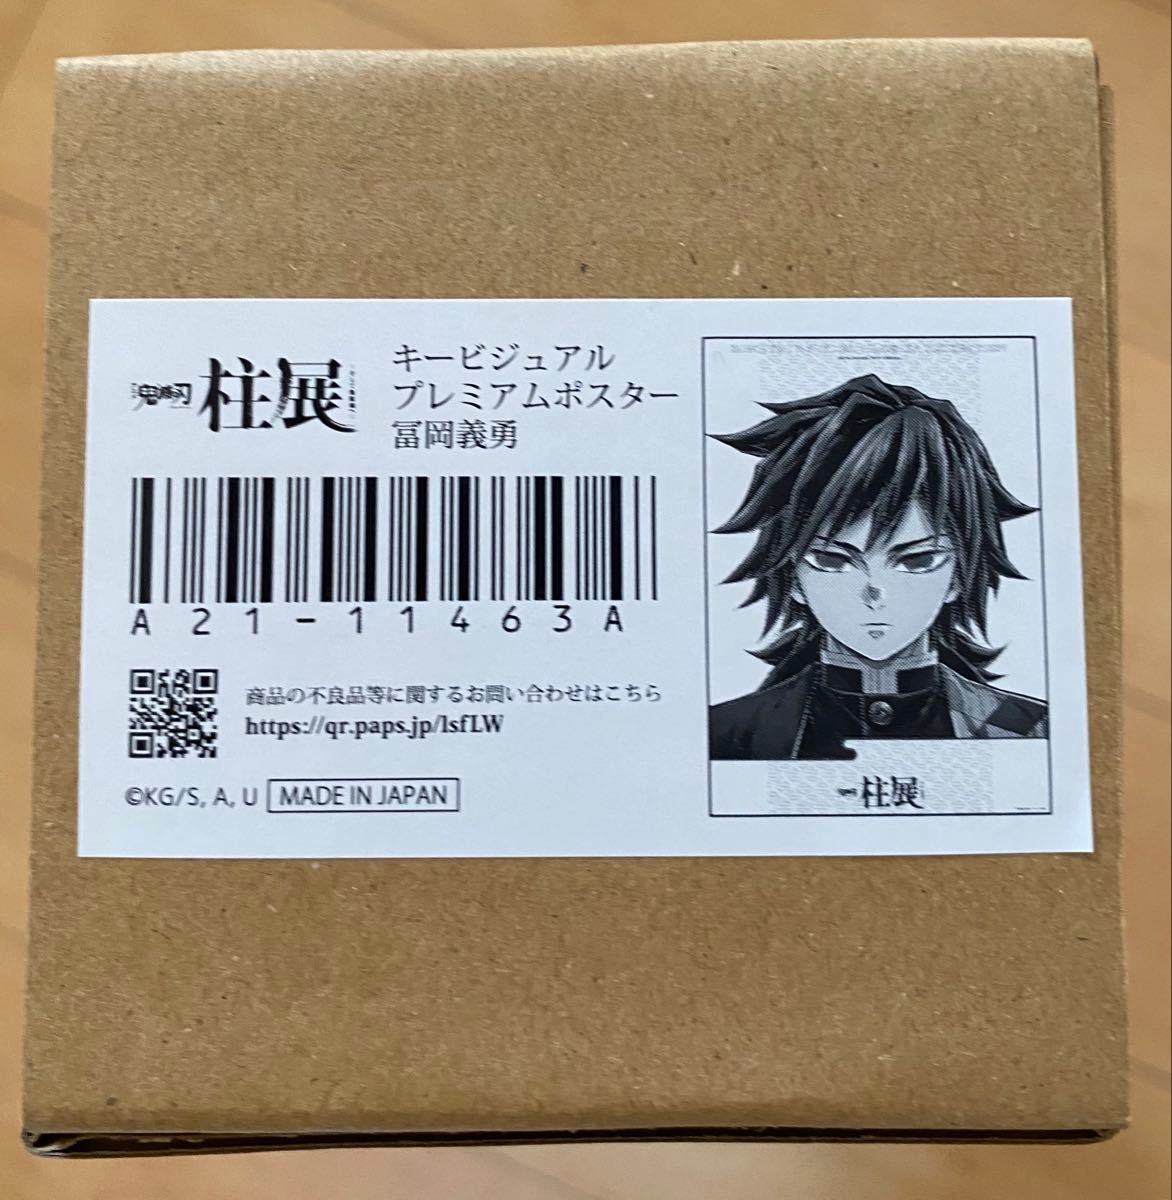 鬼滅の刃 柱展
キービジュアル
プレミアムポスター
冨岡義勇
A21-11463A
商品の不良品等に関するお問い合わせはこちら
https://qr.paps.jp/lsfLW
©KG/S, A, U MADE IN JAPAN
柱展